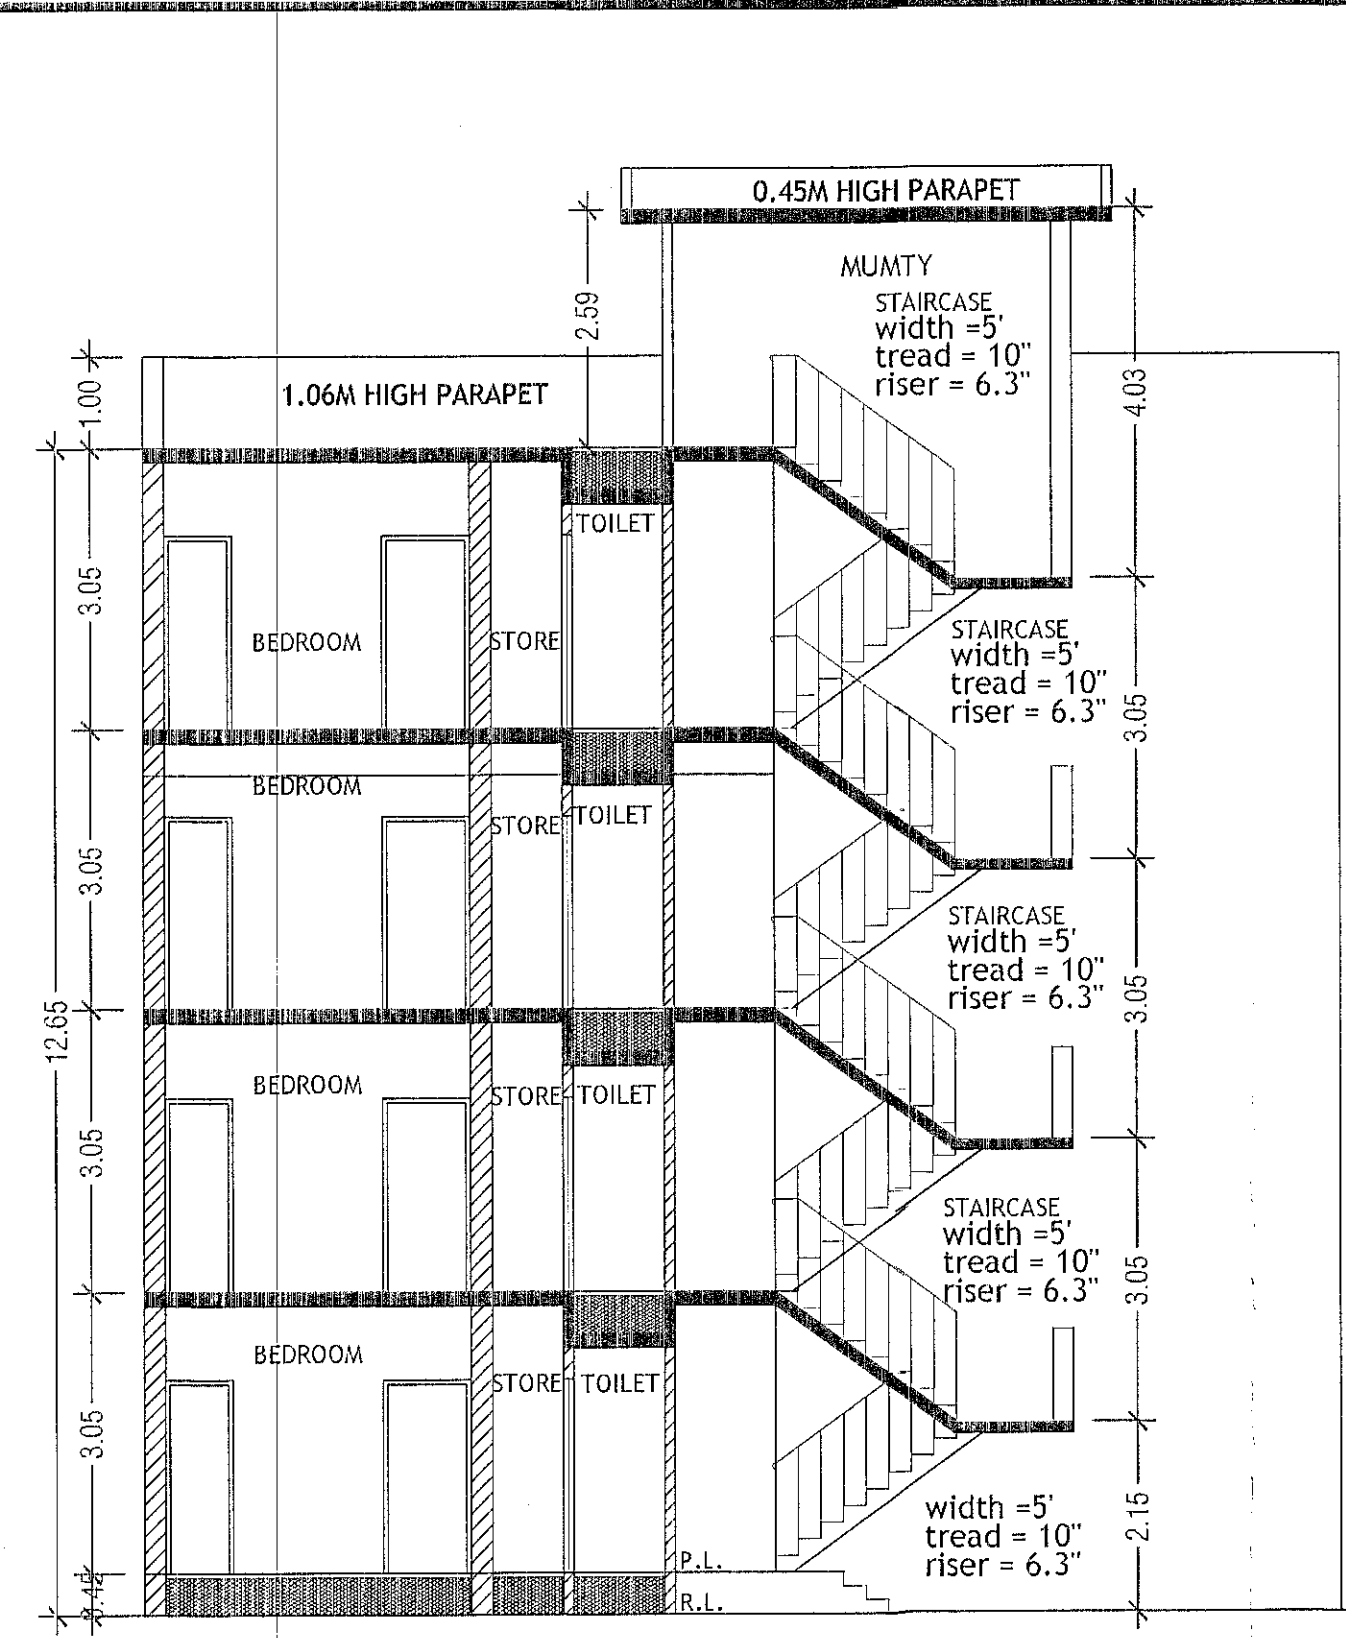 0.45M HIGH PARAPET
MUMTY
STAIRCASE
width =5'
tread = 10"
riser = 6.3"
2.59
4.03
1.00
1.06M HIGH PARAPET
TOILET
3.05
BEDROOM
STORE
STAIRCASE
width =5'
tread = 10"
riser = 6.3"
3.05
BEDROOM
STORE
TOILET
3.05
STAIRCASE
width =5'
tread = 10"
riser = 6.3"
3.05
12.65
BEDROOM
STORE
TOILET
3.05
STAIRCASE
width =5'
tread = 10"
riser = 6.3"
3.05
BEDROOM
STORE
TOILET
3.05
width =5'
tread = 10"
riser = 6.3"
2.15
P.L.
R.L.